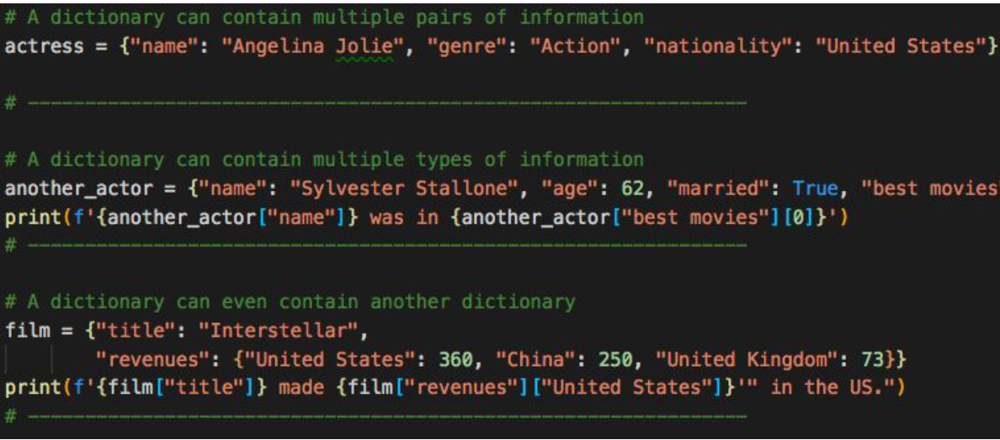 # A dictionary can contain multiple pairs of information
actress = {"name": "Angelina Jolie", "genre": "Action", "nationality": "United States"}
# ---------------------------------------------------------------
# A dictionary can contain multiple types of information
another_actor = {"name": "Sylvester Stallone", "age": 62, "married": True, "best movies
print(f'{another_actor["name"]} was in {another_actor["best movies"][0]}')
# ---------------------------------------------------------------
# A dictionary can even contain another dictionary
film = {"title": "Interstellar",
"revenues": {"United States": 360, "China": 250, "United Kingdom": 73}}
print(f'{film["title"]} made {film["revenues"]["United States"]}'" in the US.")
# ---------------------------------------------------------------